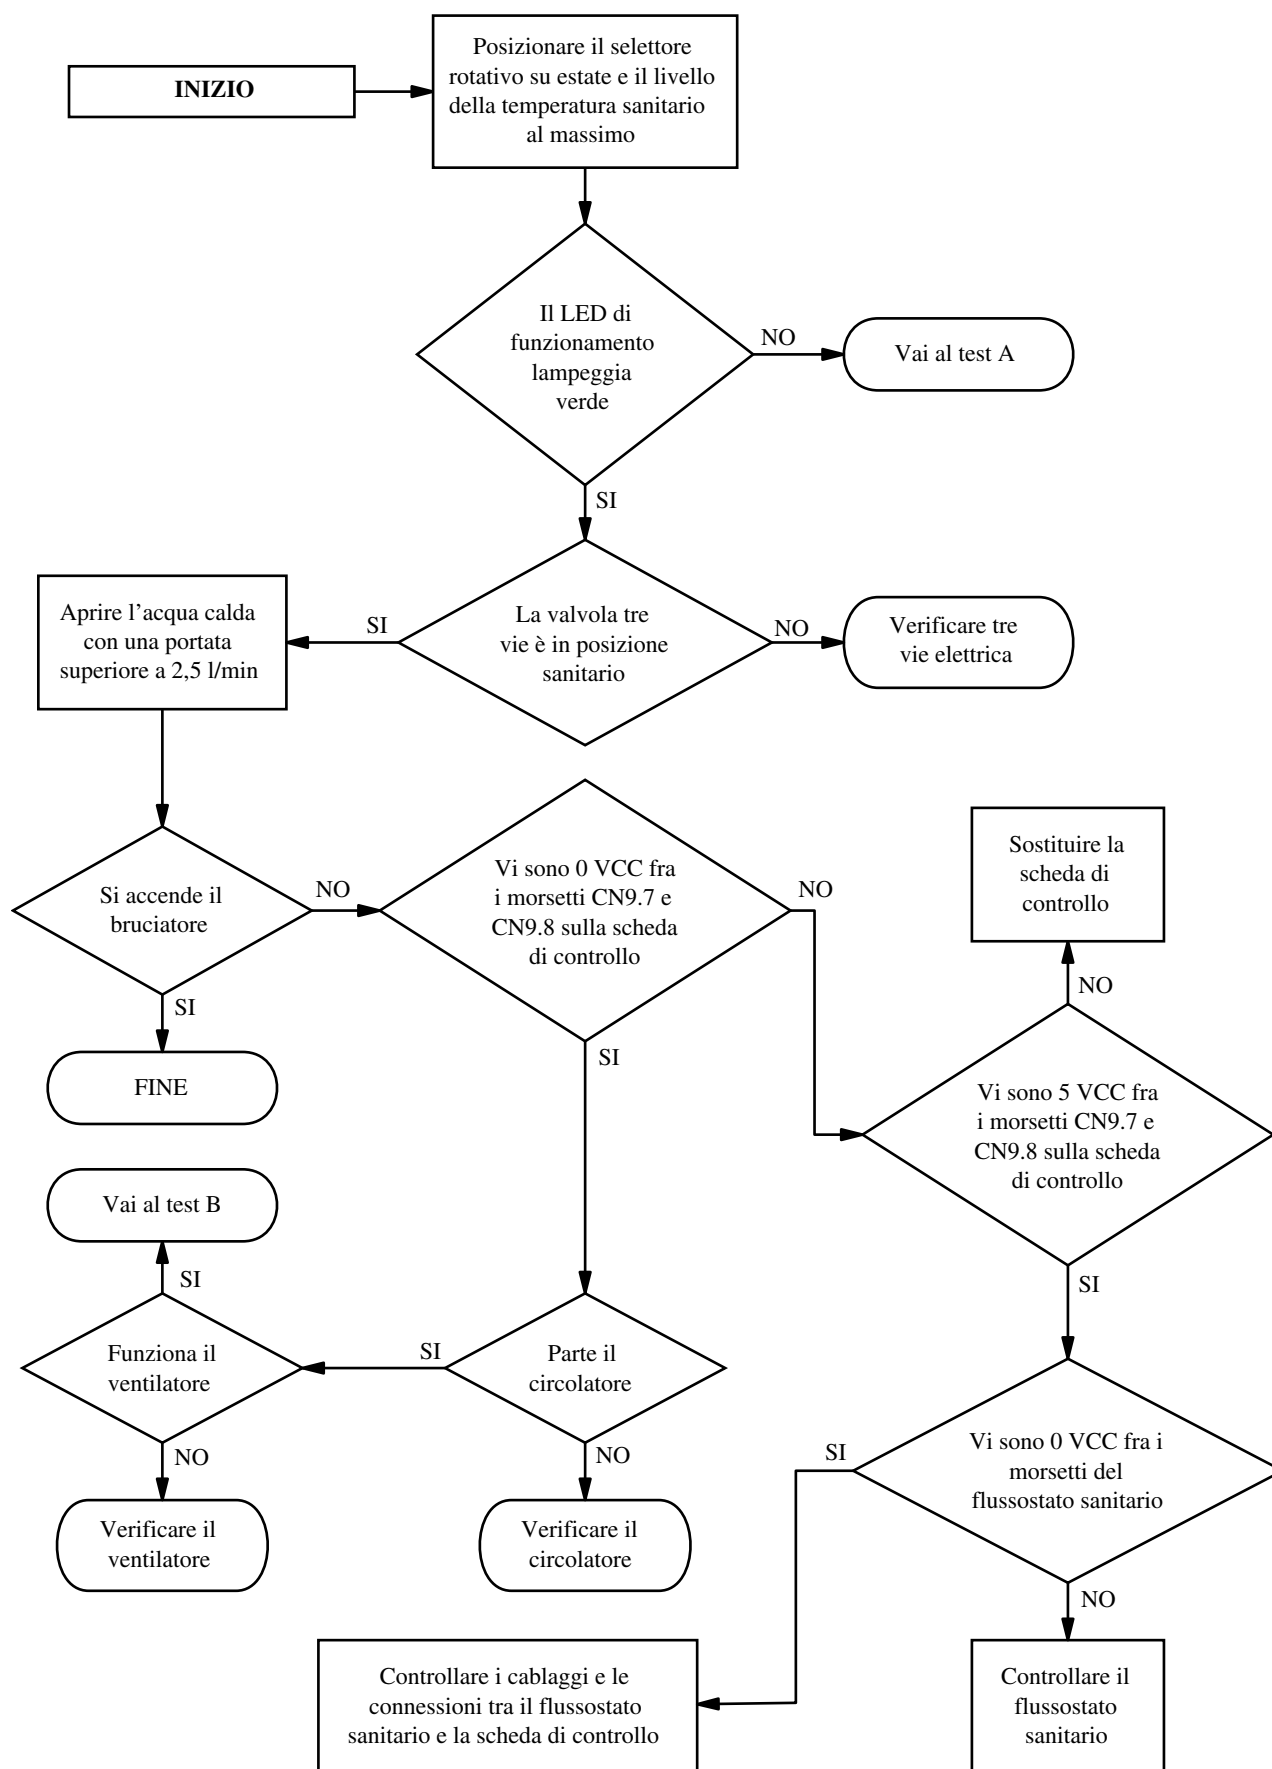 INIZIO
Posizionare il selettore
rotativo su estate e il livello
della temperatura sanitario
al massimo
Il LED di
funzionamento
lampeggia
verde
NO
Vai al test A
SI
Aprire l'acqua calda
con una portata
superiore a 2,5 l/min
SI
La valvola tre
vie è in posizione
sanitario
NO
Verificare tre
vie elettrica
Si accende il
bruciatore
NO
Vi sono 0 VCC fra
i morsetti CN9.7 e
CN9.8 sulla scheda
di controllo
NO
Sostituire la
scheda di
controllo
NO
SI
FINE
SI
Vi sono 5 VCC fra
i morsetti CN9.7 e
CN9.8 sulla scheda
di controllo
Vai al test B
SI
SI
Funziona il
ventilatore
SI
Parte il
circolatore
NO
NO
SI
Vi sono 0 VCC fra i
morsetti del
flussostato sanitario
Verificare il
ventilatore
Verificare il
circolatore
NO
Controllare i cablaggi e le
connessioni tra il flussostato
sanitario e la scheda di controllo
Controllare il
flussostato
sanitario